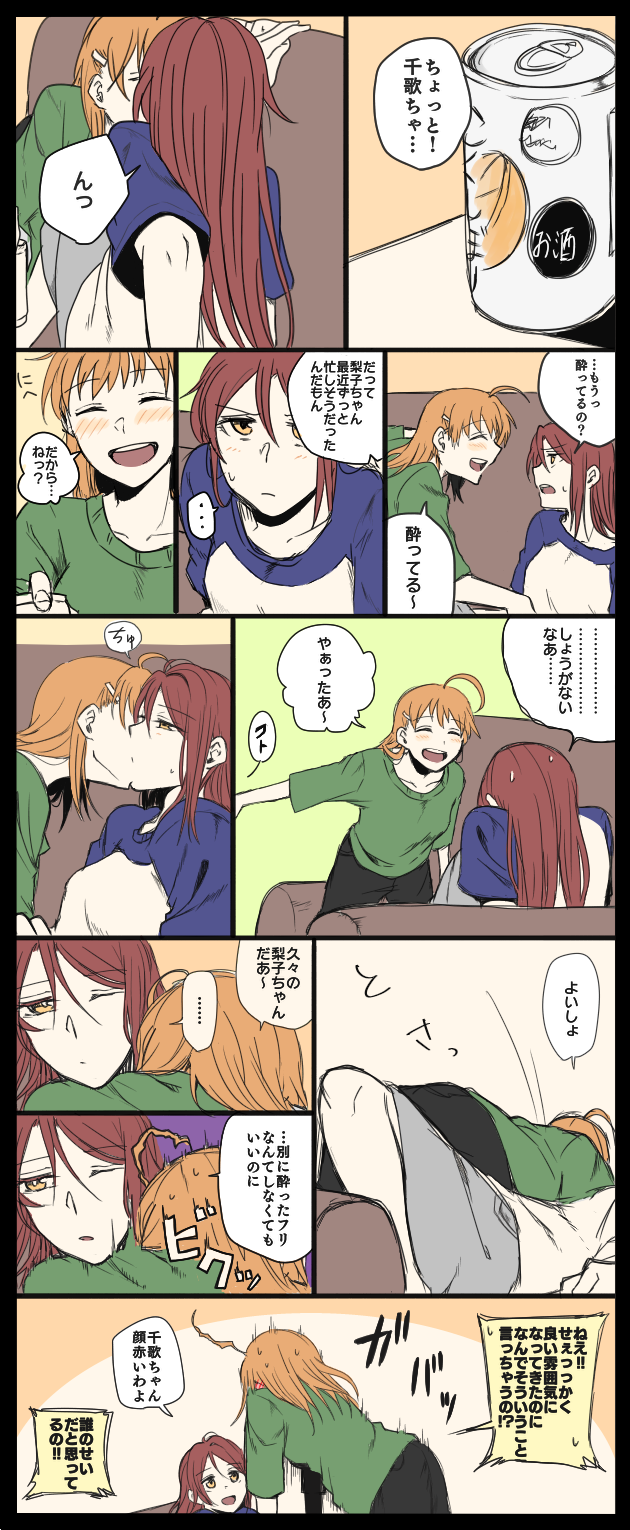 ちょっと!
千歌ちゃ…
お酒
んっ
…もうっ
酔ってるの?
酔ってる〜
だって
梨子ちゃん
最近ずっと
忙しそうだった
んだもん
・・・
だから…
ねっ?
………………
しょうがない
なあ……
やぁったぁ〜
クト
ちゅ
よいしょ
とさっ
久々の
梨子ちゃん
だあ〜
……
…別に酔ったフリ
なんてしなくても
いいのに
ビクッ
ねえ!!
せぇっっかく
良い雰囲気に
なってきたのに
なんでそういうこと
言っちゃうの!?
ガバッ
千歌ちゃん
顔赤いわよ
誰のせい
だと思って
るの!!